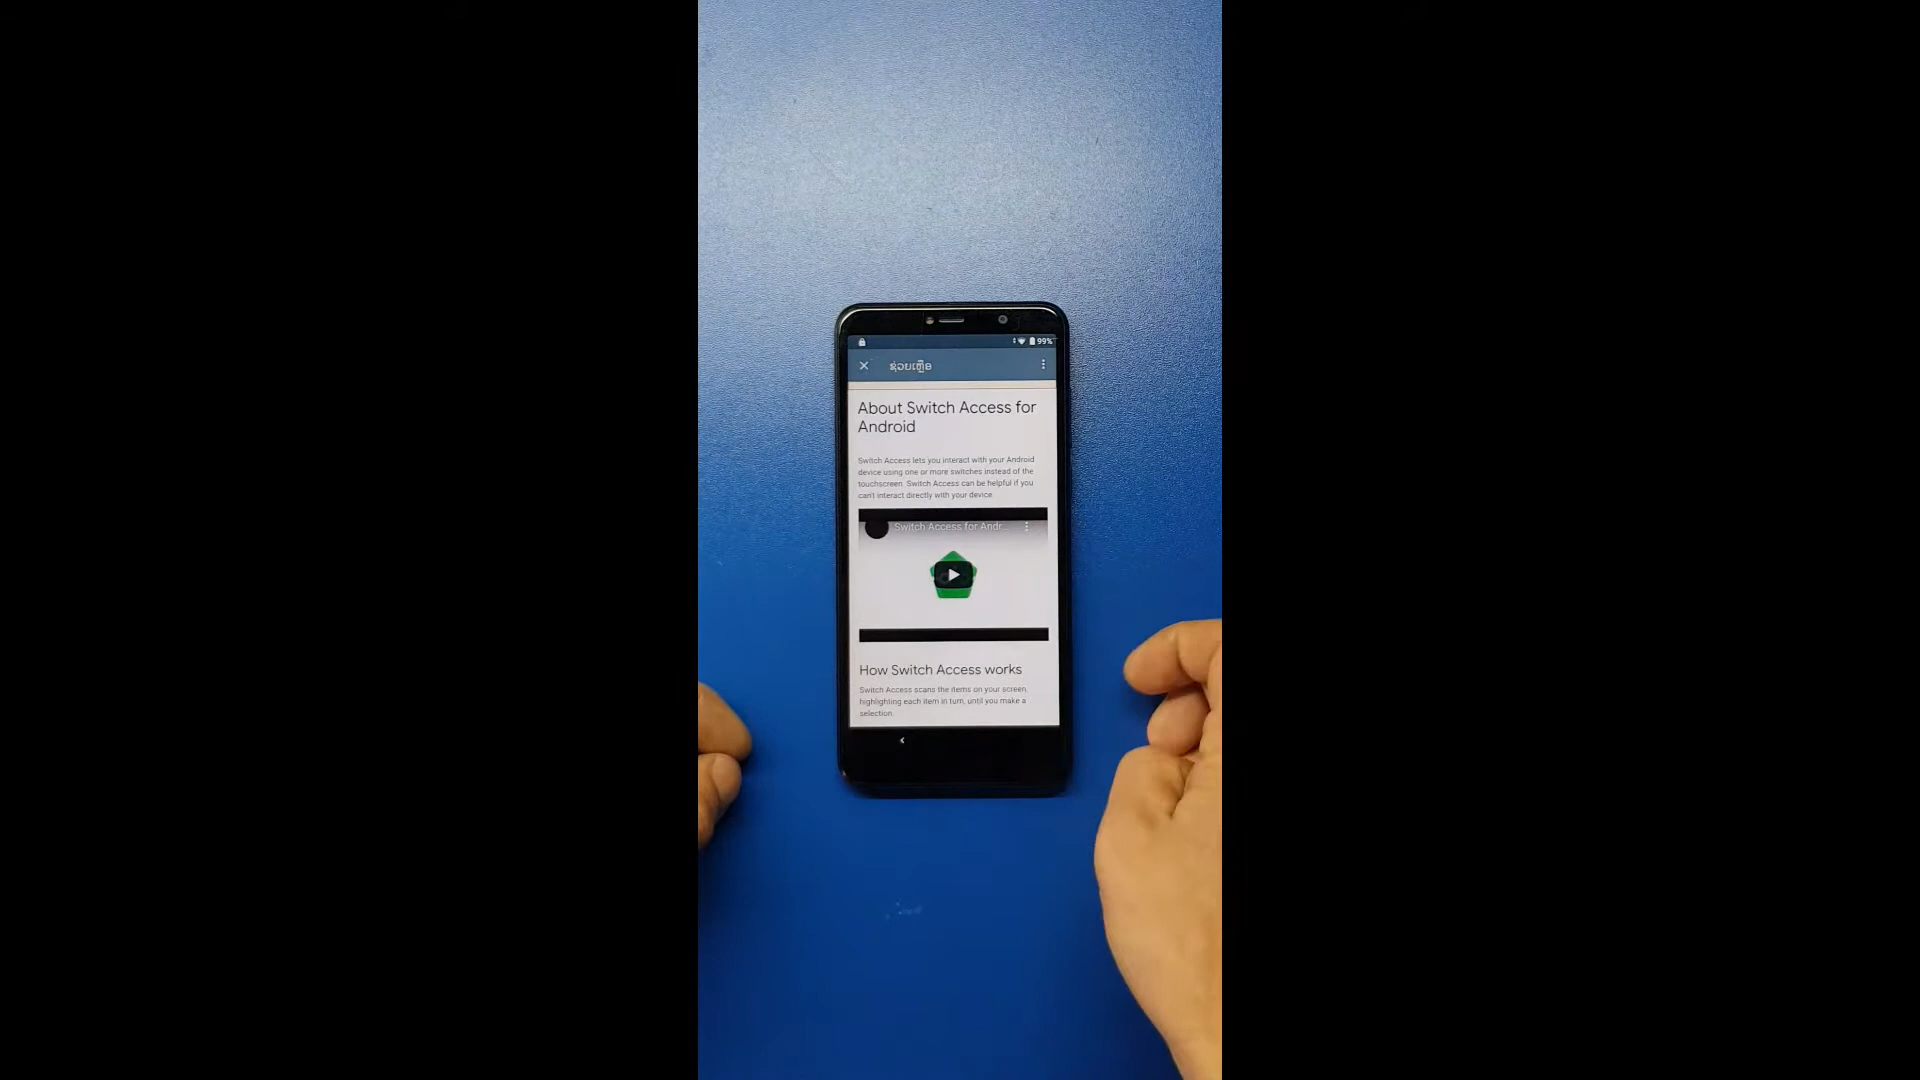 99%
ຊ່ວຍເຫຼືອ
About Switch Access for
Android
Switch Access lets you interact with your Android
device using one or more switches instead of the
touchscreen. Switch Access can be helpful if you
can't interact directly with your device.
Switch Access for Andr...
How Switch Access works
Switch Access scans the items on your screen,
highlighting each item in turn, until you make a
selection.